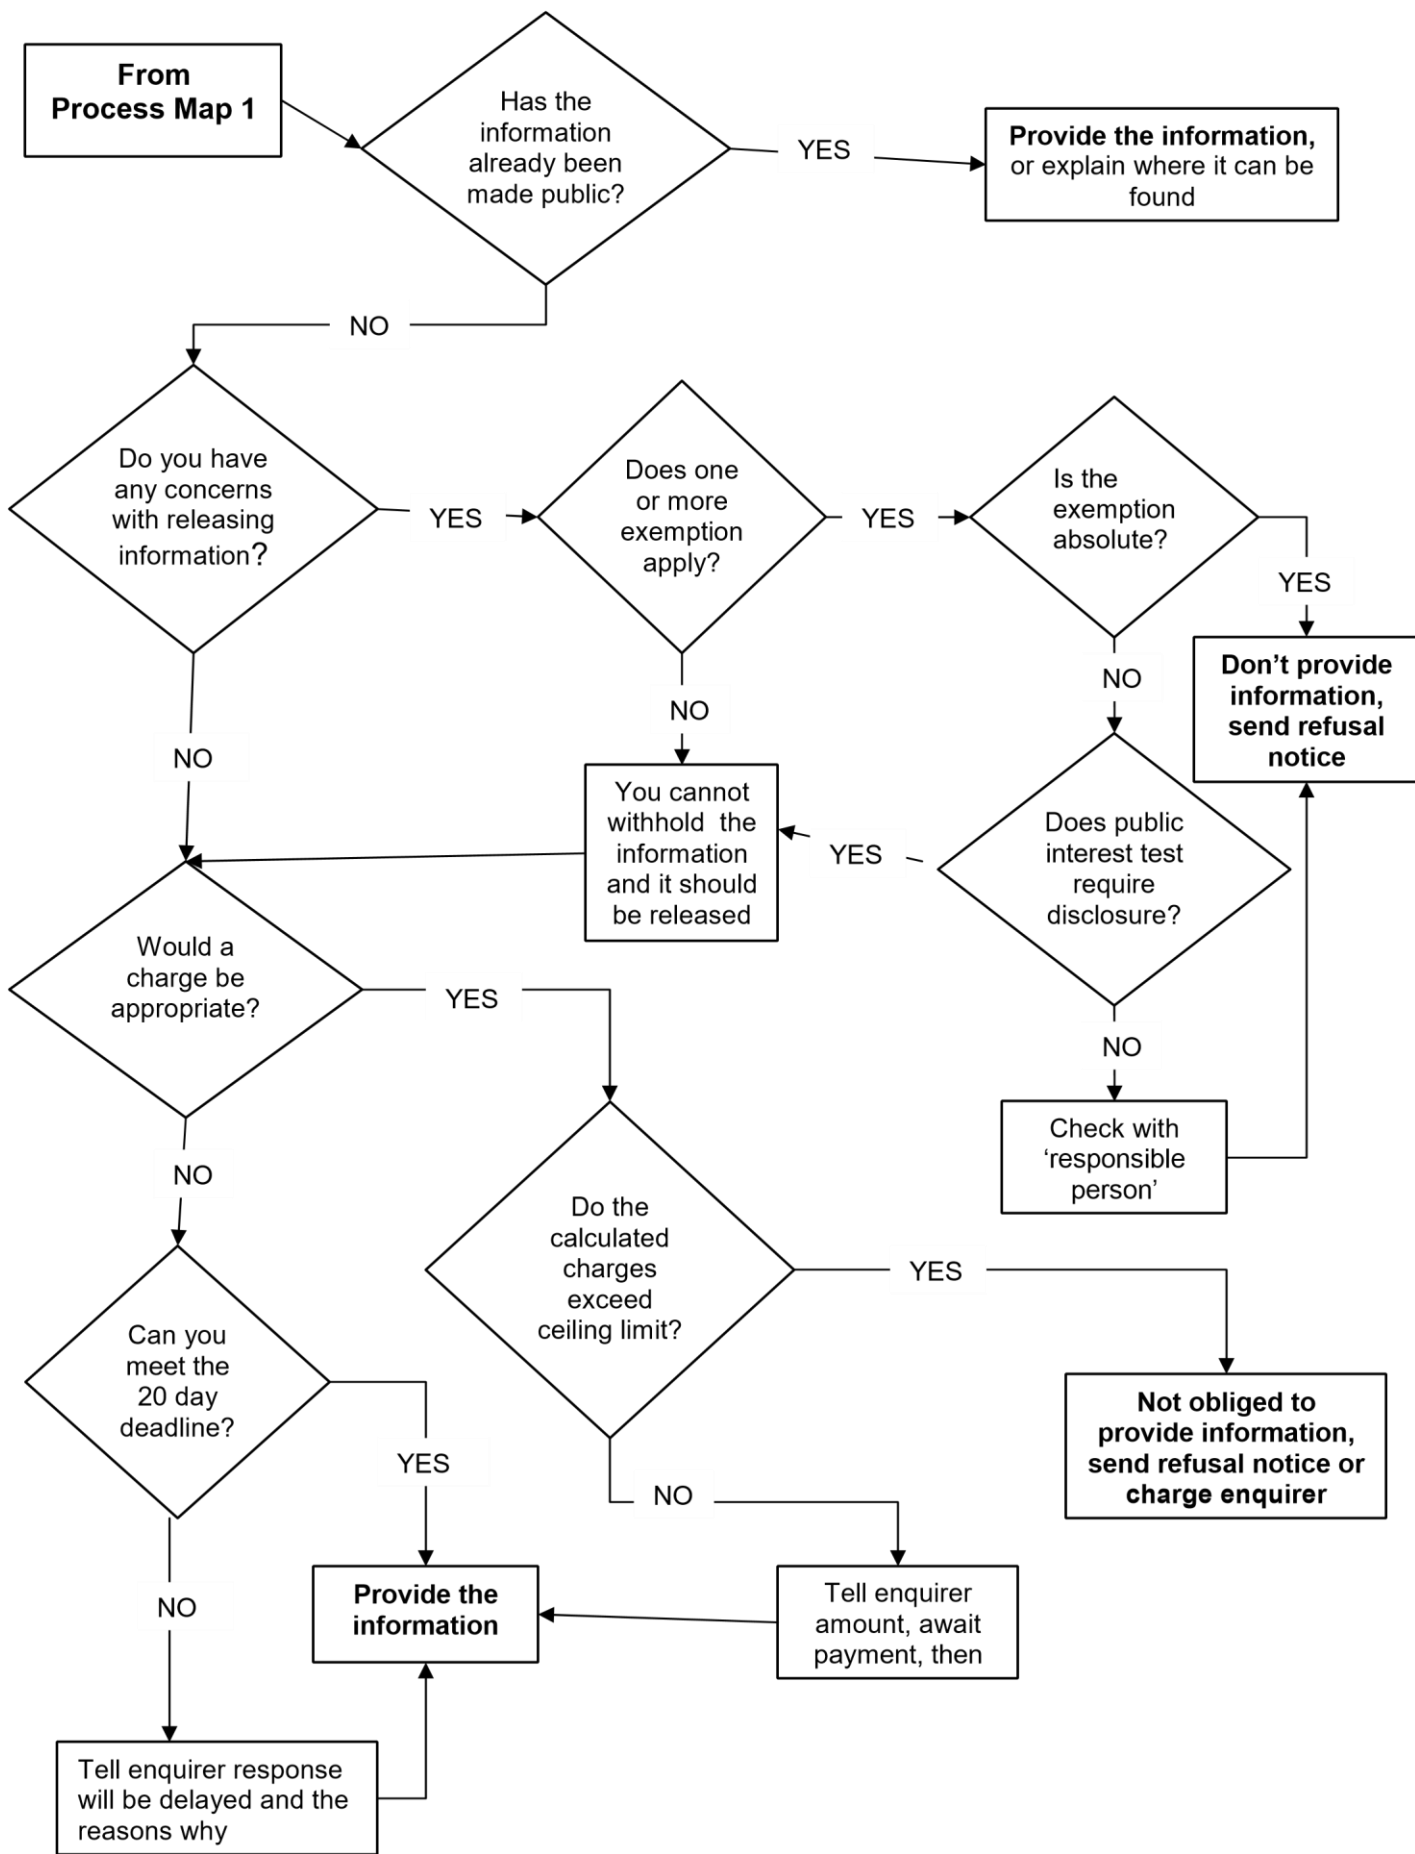 From
Process Map 1
Has the
information
already been
made public?
YES
Provide the information,
or explain where it can be
found
NO
Do you have
any concerns
with releasing
information?
YES
Does one
or more
exemption
apply?
YES
Is the
exemption
absolute?
YES
NO
NO
NO
Don’t provide
information,
send refusal
notice
You cannot
withhold the
information
and it should
be released
YES
Does public
interest test
require
disclosure?
Would a
charge be
appropriate?
YES
NO
Check with
‘responsible
person’
NO
Do the
calculated
charges
exceed
ceiling limit?
YES
Can you
meet the
20 day
deadline?
YES
NO
Not obliged to
provide information,
send refusal notice or
charge enquirer
NO
Provide the
information
Tell enquirer
amount, await
payment, then
Tell enquirer response
will be delayed and the
reasons why